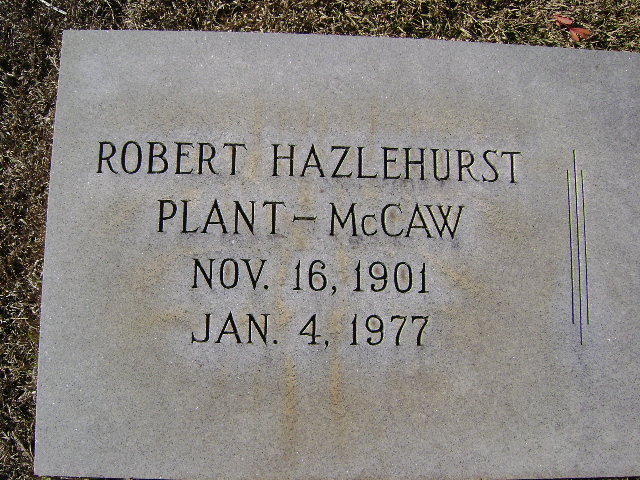 ROBERT HAZLEHURST
PLANT – McCAW
NOV. 16, 1901
JAN. 4, 1977